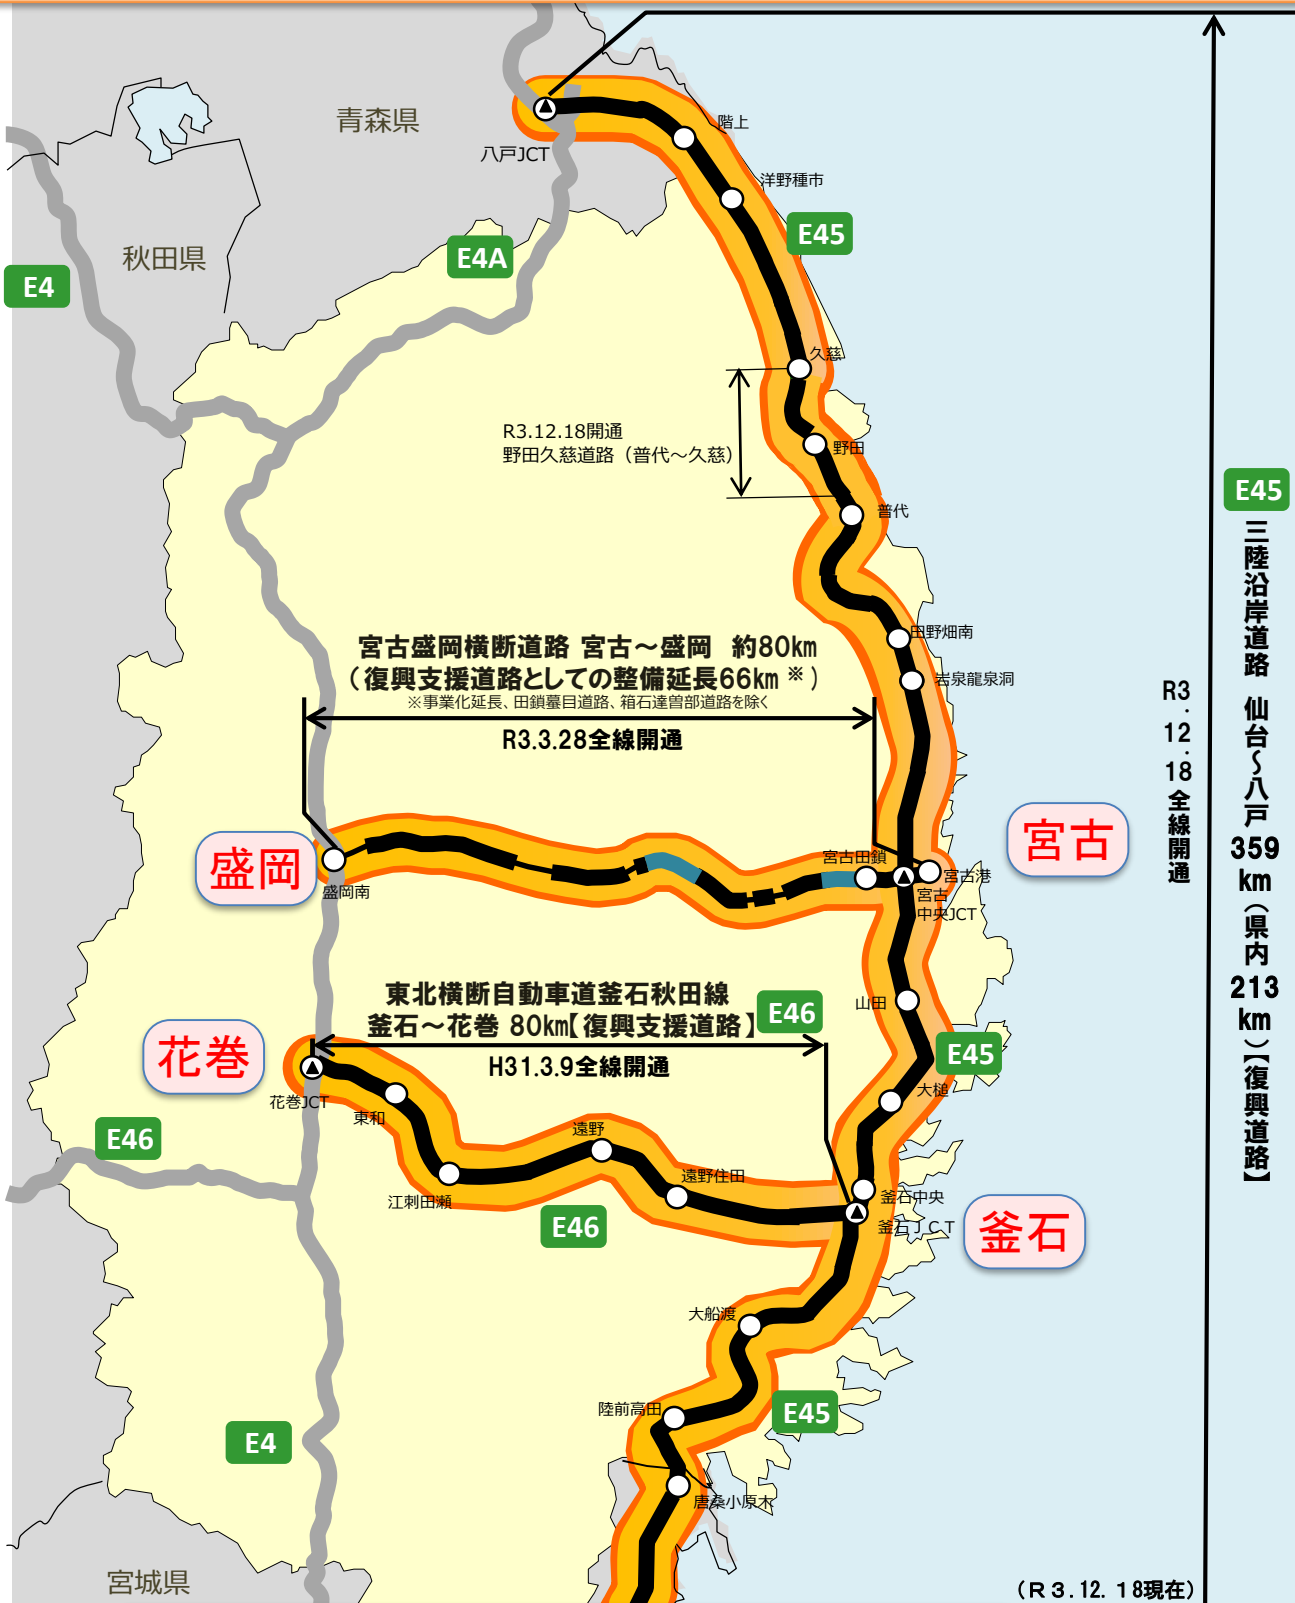 青森県
八戸JCT
階上
洋野種市
秋田県
E4
E4A
E45
久慈
R3.12.18開通
野田久慈道路（普代～久慈）
野田
普代
E45
三陸沿岸道路 仙台～八戸359km（県内213km）【復興道路】
R3.12.18全線開通
田野畑南
岩泉龍泉洞
宮古盛岡横断道路 宮古～盛岡 約80km
（復興支援道路としての整備延長66km※）
※事業化延長、田鎖蟇目道路、箱石達曽部道路を除く
R3.3.28全線開通
盛岡
盛岡南
宮古
宮古田鎖
宮古港
宮古
中央JCT
山田
東北横断自動車道釜石秋田線
釜石～花巻 80km【復興支援道路】
E46
H31.3.9全線開通
花巻
花巻JCT
東和
E45
大槌
E46
江刺田瀬
遠野
遠野住田
E46
釜石中央
釜石ＪＣＴ
釜石
大船渡
陸前高田
E45
E4
唐桑小原木
宮城県
（Ｒ３.12.１8現在）